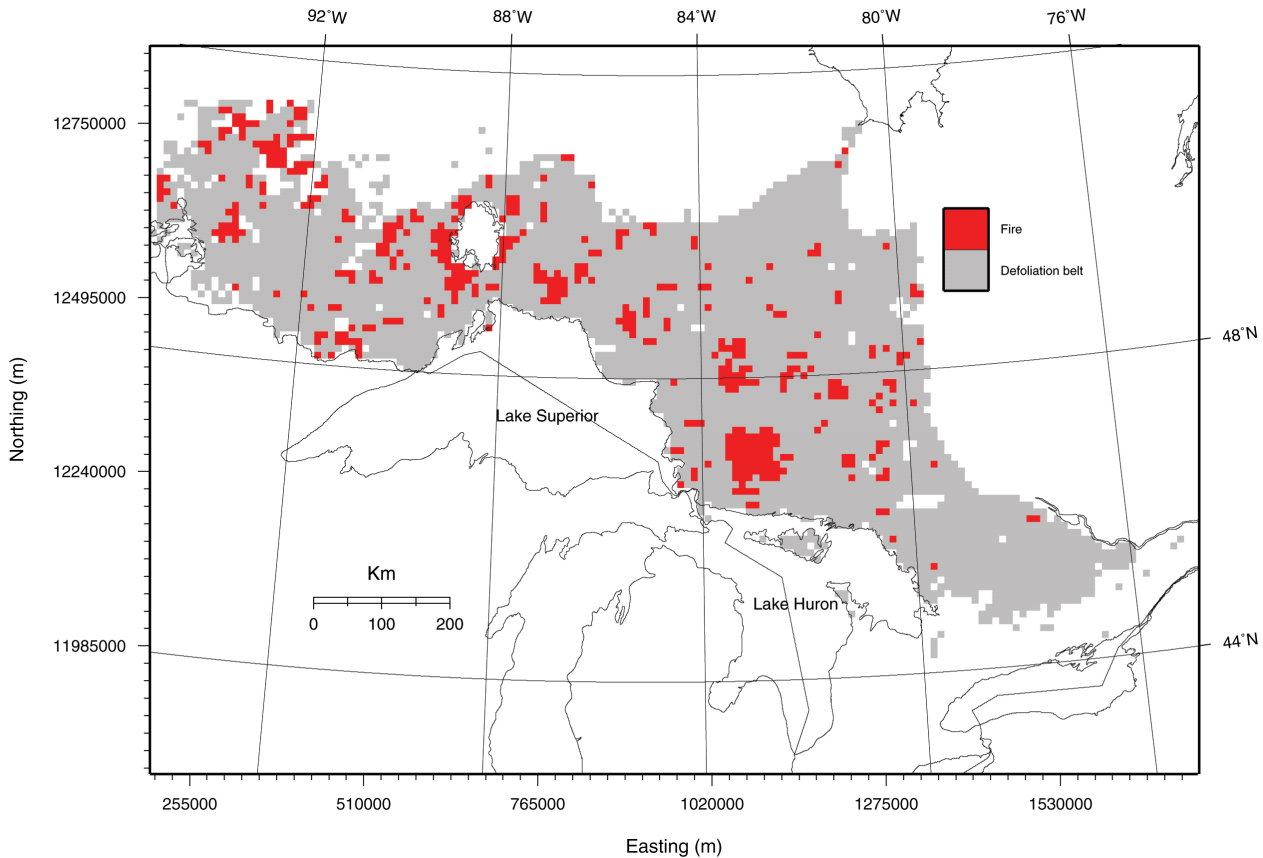 92°W 88°W 84°W 80°W 76°W
12750000
Fire
Defoliation belt
12495000
48°N
Northing (m)
Lake Superior
12240000
Km
Lake Huron
0 100 200
11985000
44°N
255000 510000 765000 1020000 1275000 1530000
Easting (m)